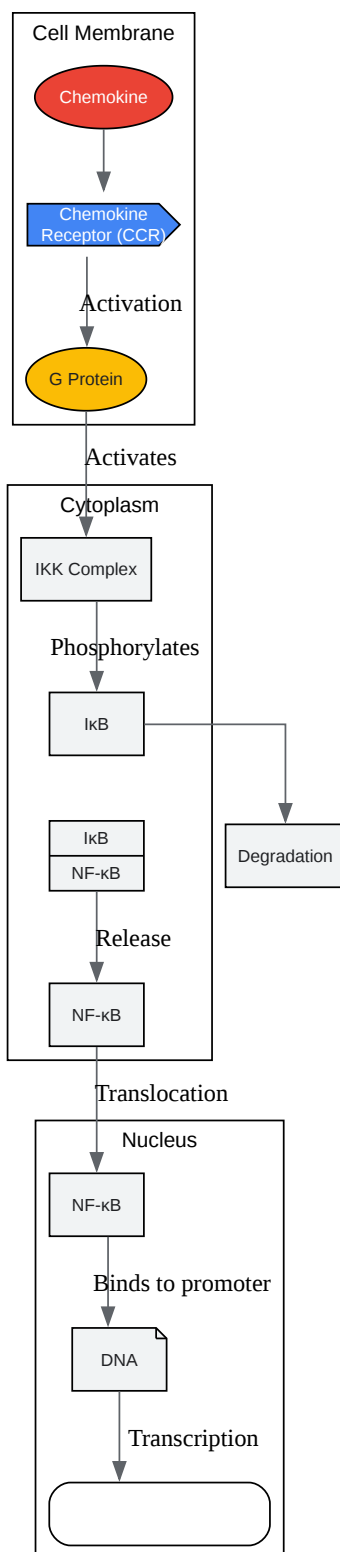 Cell Membrane
Chemokine
Chemokine
Receptor (CCR)
Activation
G Protein
Activates
Cytoplasm
IKK Complex
Phosphorylates
IκB
IκB
NF-κB
Degradation
Release
NF-κB
Translocation
Nucleus
NF-κB
Binds to promoter
DNA
Transcription